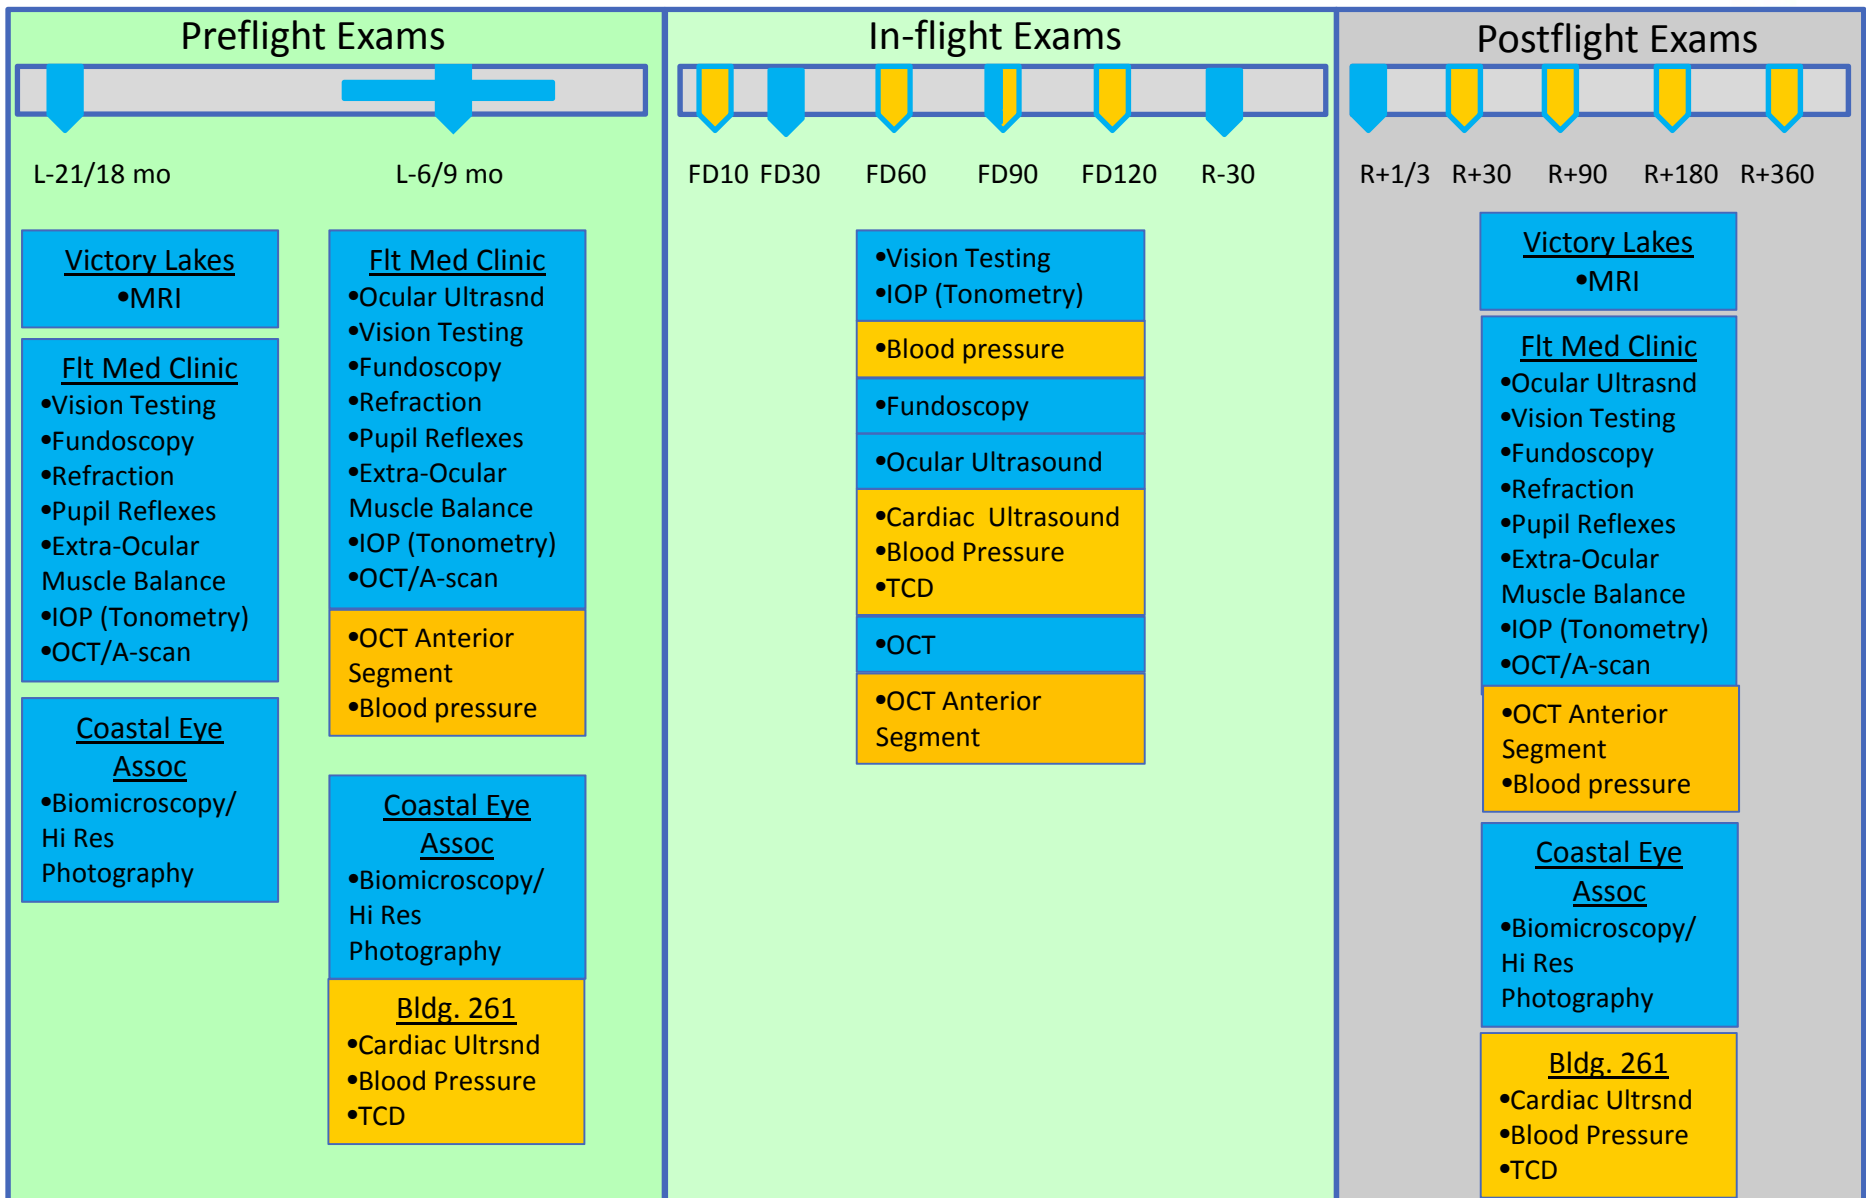 Preflight Exams
L-21/18 mo
L-6/9 mo
Victory Lakes
•MRI
Flt Med Clinic
•Vision Testing
•Fundoscopy
•Refraction
•Pupil Reflexes
•Extra-Ocular
Muscle Balance
•IOP (Tonometry)
•OCT/A-scan
Coastal Eye
Assoc
•Biomicroscopy/
Hi Res
Photography
Flt Med Clinic
•Ocular Ultrasnd
•Vision Testing
•Fundoscopy
•Refraction
•Pupil Reflexes
•Extra-Ocular
Muscle Balance
•IOP (Tonometry)
•OCT/A-scan
•OCT Anterior
Segment
•Blood pressure
Coastal Eye
Assoc
•Biomicroscopy/
Hi Res
Photography
Bldg. 261
•Cardiac Ultrsnd
•Blood Pressure
•TCD
In-flight Exams
FD10 FD30 FD60 FD90 FD120 R-30
•Vision Testing
•IOP (Tonometry)
•Blood pressure
•Fundoscopy
•Ocular Ultrasound
•Cardiac Ultrasound
•Blood Pressure
•TCD
•OCT
•OCT Anterior
Segment
Postflight Exams
R+1/3 R+30 R+90 R+180 R+360
Victory Lakes
•MRI
Flt Med Clinic
•Ocular Ultrasnd
•Vision Testing
•Fundoscopy
•Refraction
•Pupil Reflexes
•Extra-Ocular
Muscle Balance
•IOP (Tonometry)
•OCT/A-scan
•OCT Anterior
Segment
•Blood pressure
Coastal Eye
Assoc
•Biomicroscopy/
Hi Res
Photography
Bldg. 261
•Cardiac Ultrsnd
•Blood Pressure
•TCD